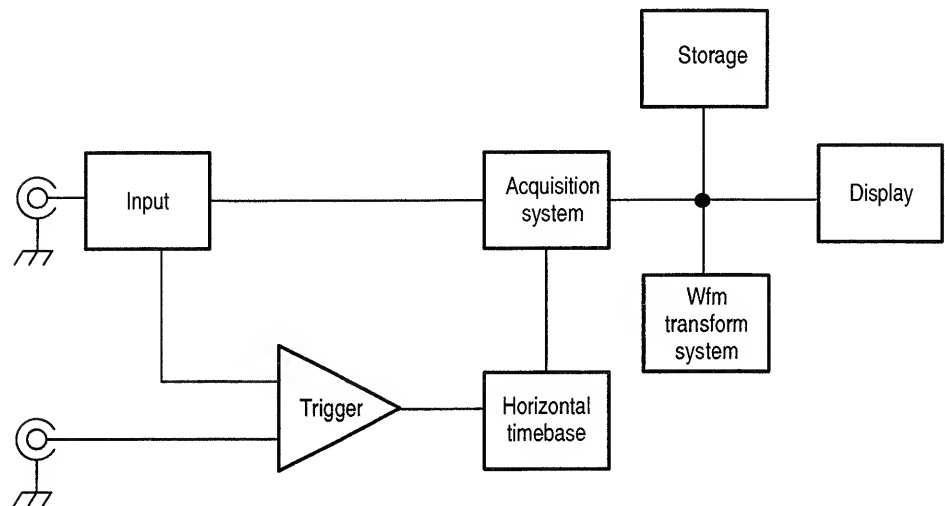 Storage
Input
Acquisition
system
Display
Wfm
transform
system
Trigger
Horizontal
timebase